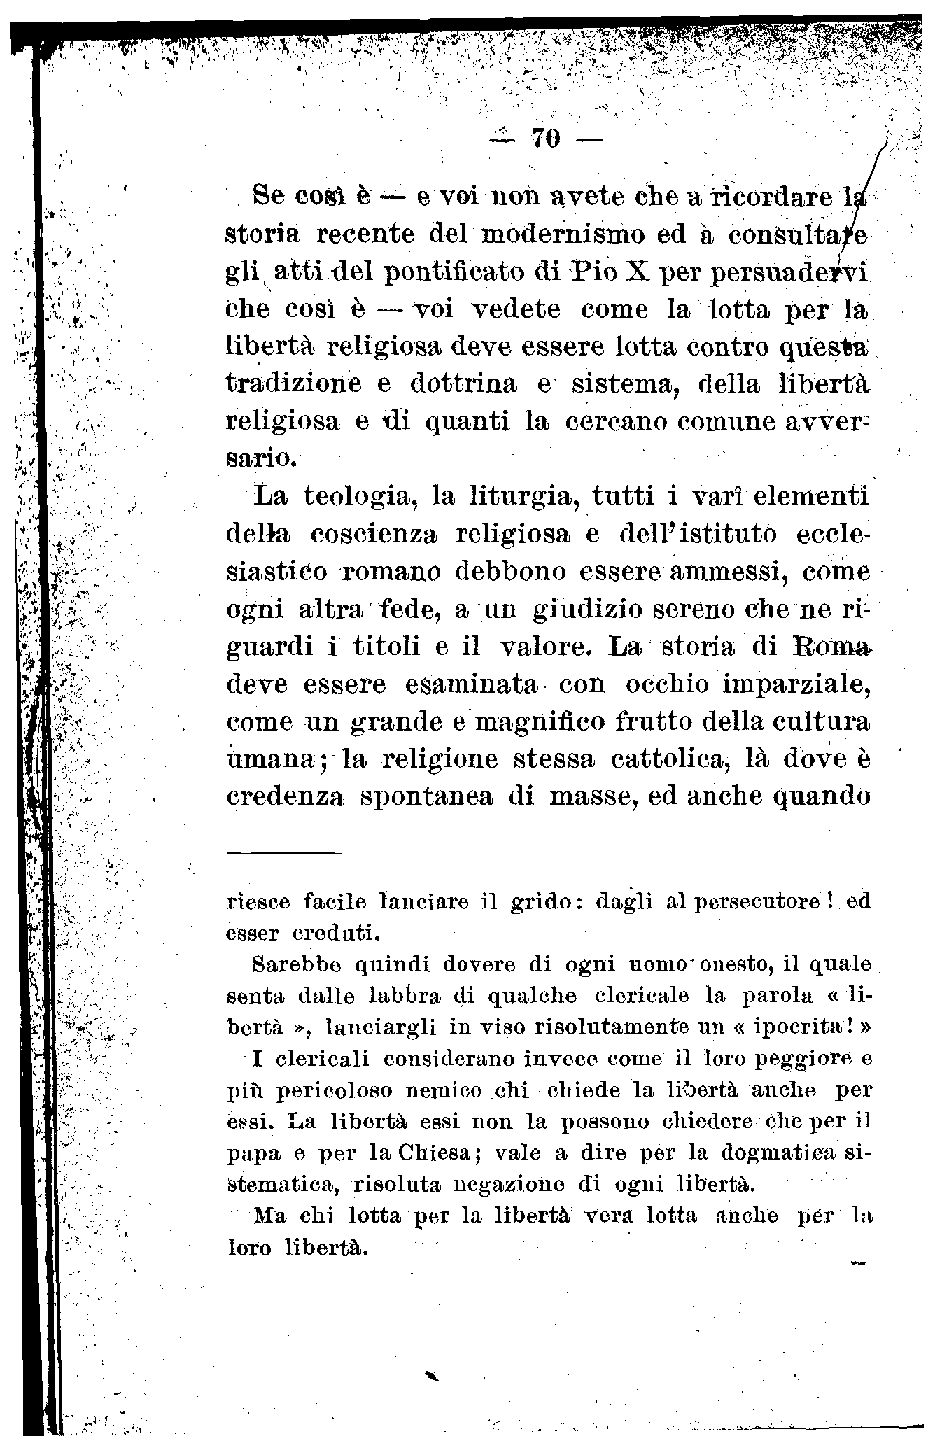 — 70 —
Se così è — e voi non avete che a ricordare la
storia recente del modernismo ed a consultare
gli atti del pontificato di Pio X per persuadervi
che così è — voi vedete come la lotta per la
libertà religiosa deve essere lotta contro questa
tradizione e dottrina e sistema, della libertà
religiosa e di quanti la cercano comune avver-
sario.
La teologia, la liturgia, tutti i varî elementi
della coscienza religiosa e dell'istituto eccle-
siastico romano debbono essere ammessi, come
ogni altra fede, a un giudizio sereno che ne ri-
guardi i titoli e il valore. La storia di Roma
deve essere esaminata con occhio imparziale,
come un grande e magnifico frutto della cultura
umana; la religione stessa cattolica, là dove è
credenza spontanea di masse, ed anche quando
riesce facile lanciare il grido: dagli al persecutore! ed
esser creduti.
Sarebbe quindi dovere di ogni uomo onesto, il quale
senta dalle labbra di qualche clericale la parola « li-
bertà », lanciargli in viso risolutamente un « ipocrita! »
I clericali considerano invece come il loro peggiore e
più pericoloso nemico chi chiede la libertà anche per
essi. La libertà essi non la possono chiedere che per il
papa e per la Chiesa; vale a dire per la dogmatica si-
stematica, risoluta negazione di ogni libertà.
Ma chi lotta per la libertà vera lotta anche per la
loro libertà.